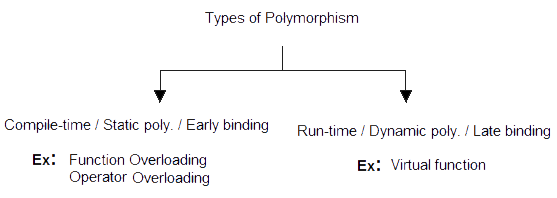 Types of Polymorphism
Compile-time / Static poly. / Early binding
Ex: Function Overloading
Operator Overloading
Run-time / Dynamic poly. / Late binding
Ex: Virtual function